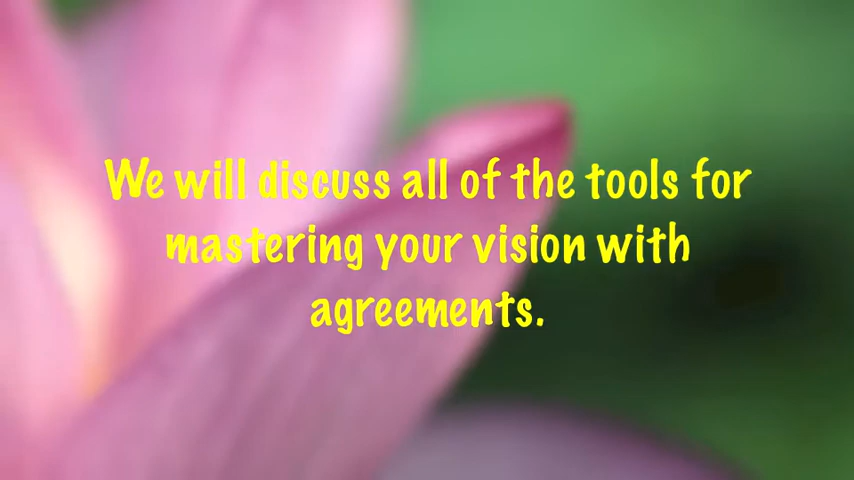 We will discuss all of the tools for
mastering your vision with
agreements.